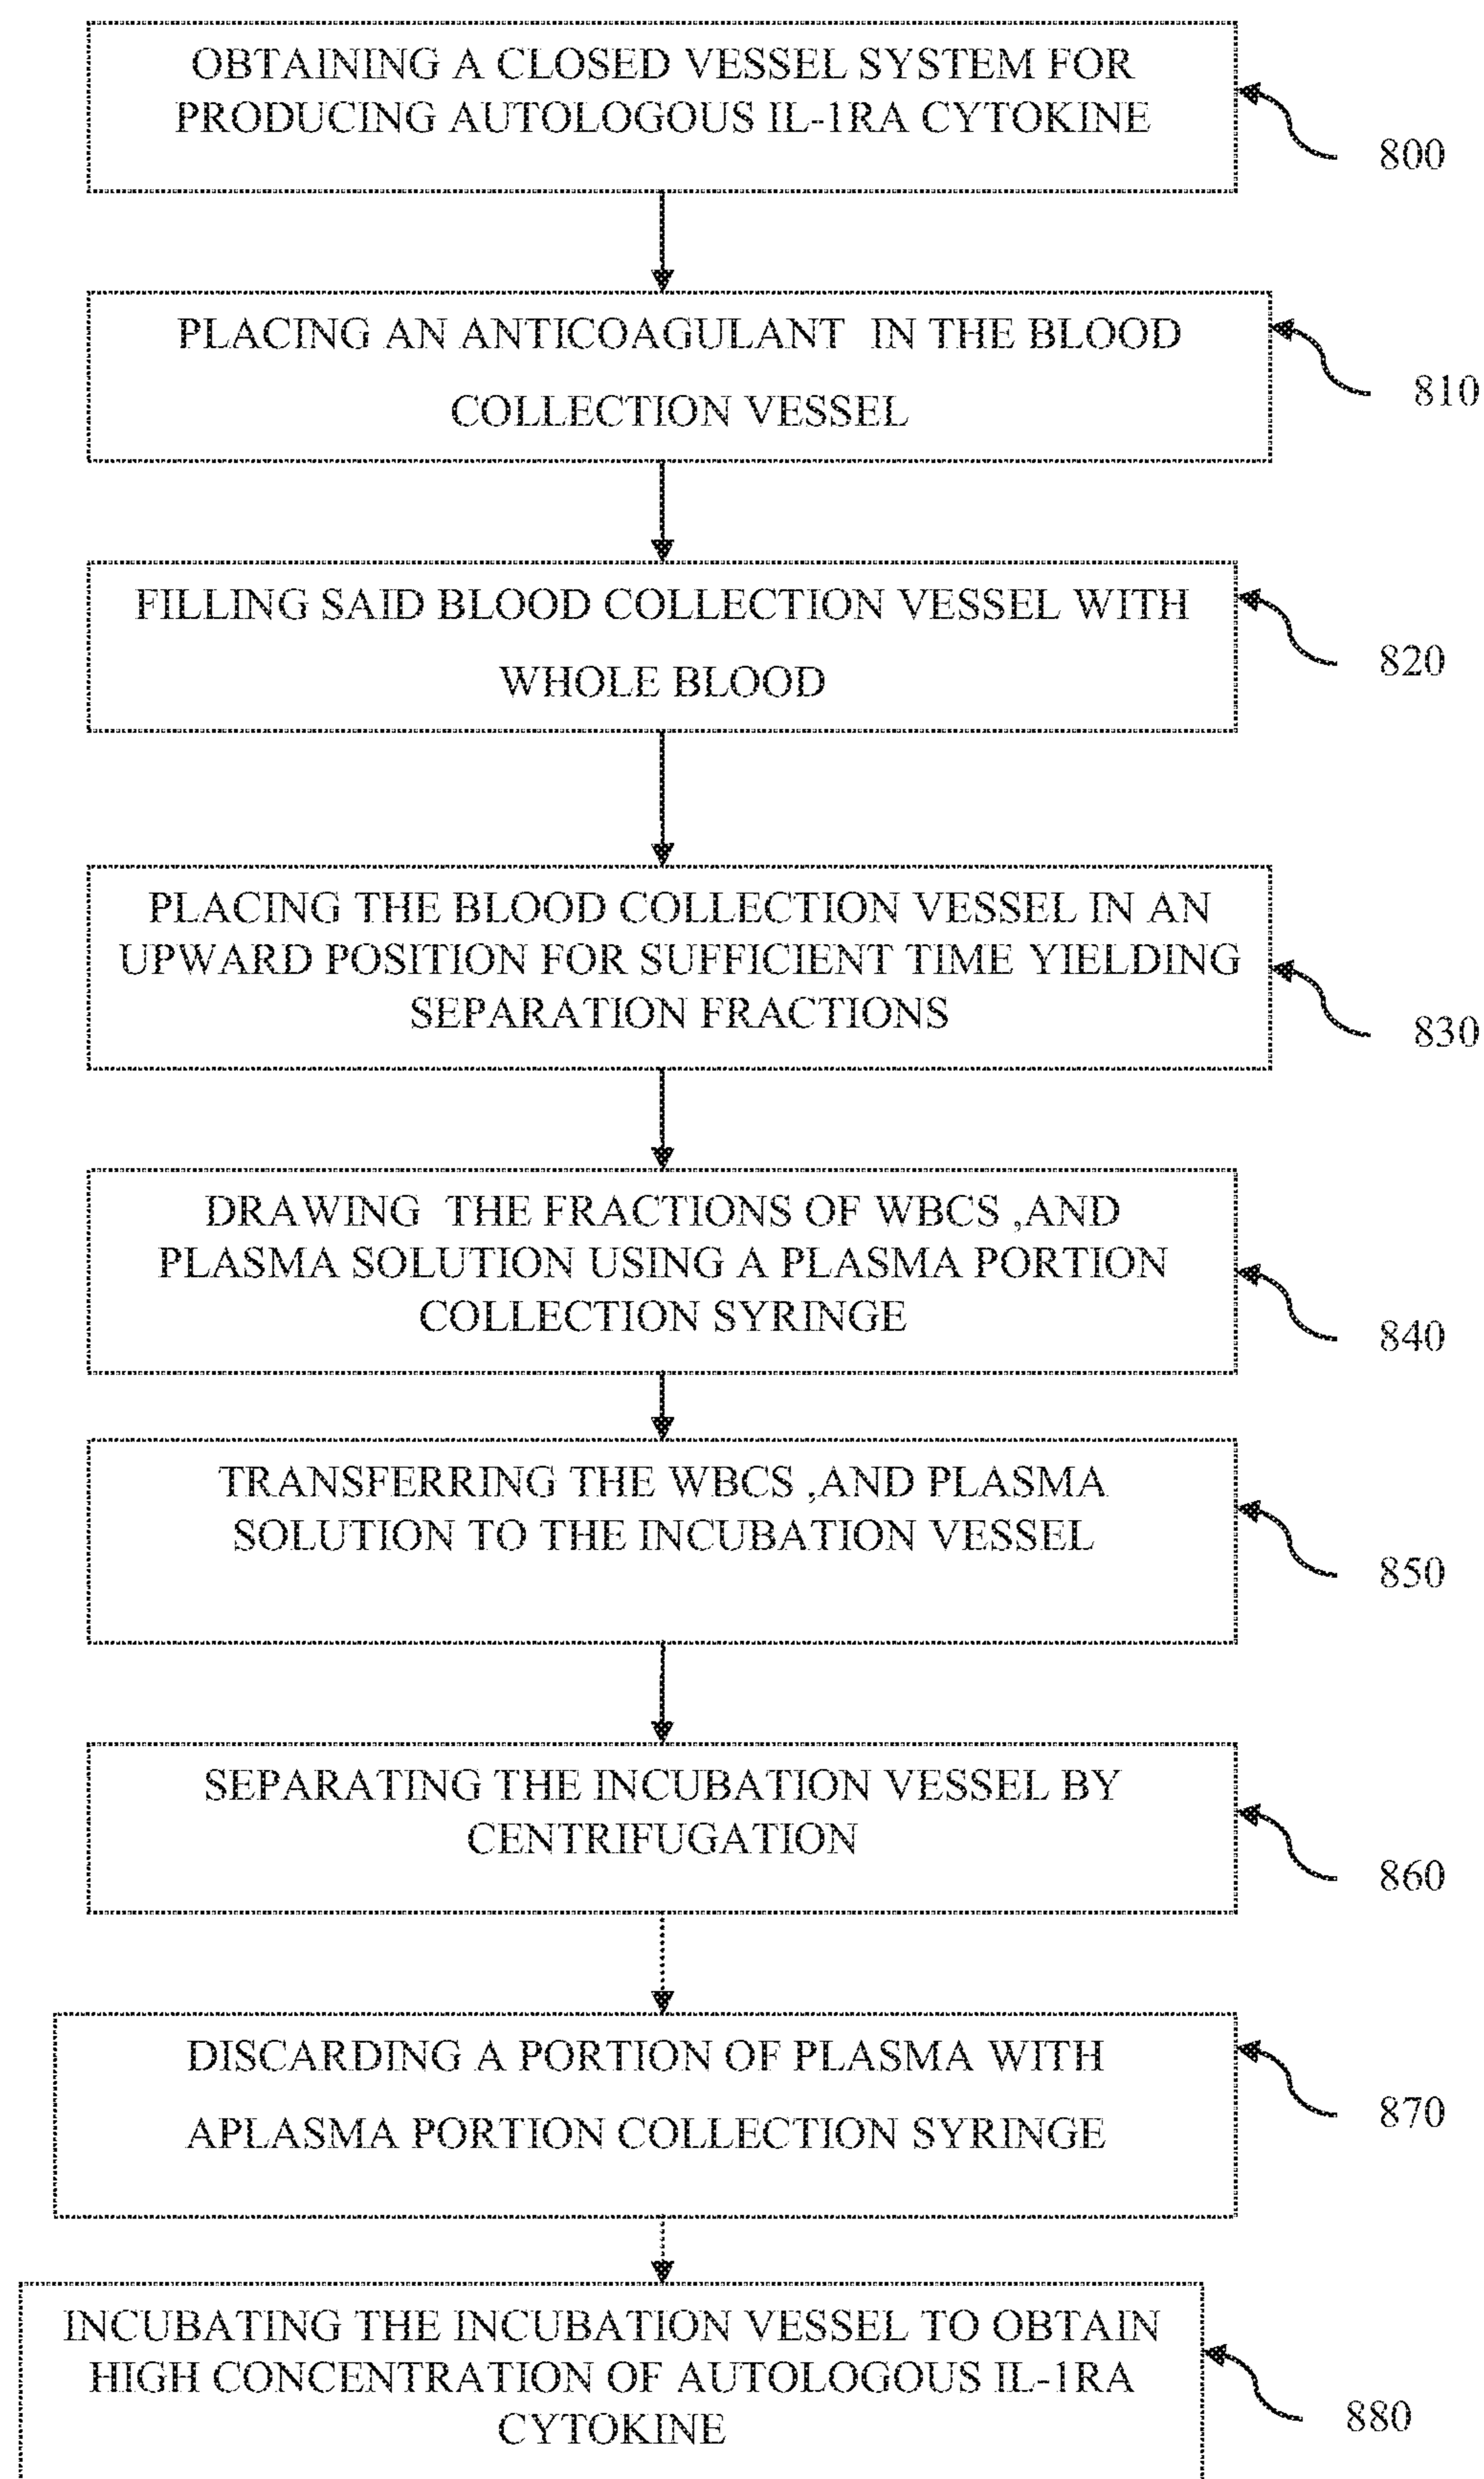 OBTAINING A CLOSED VESSEL SYSTEM FOR
PRODUCING AUTOLOGOUS IL-1RA CYTOKINE
800
PLACING AN ANTICOAGULANT IN THE BLOOD
COLLECTION VESSEL
810
FILLING SAID BLOOD COLLECTION VESSEL WITH
WHOLE BLOOD
820
PLACING THE BLOOD COLLECTION VESSEL IN AN
UPWARD POSITION FOR SUFFICIENT TIME YIELDING
SEPARATION FRACTIONS
830
DRAWING THE FRACTIONS OF WBCS ,AND
PLASMA SOLUTION USING A PLASMA PORTION
COLLECTION SYRINGE
840
TRANSFERRING THE WBCS ,AND PLASMA
SOLUTION TO THE INCUBATION VESSEL
850
SEPARATING THE INCUBATION VESSEL BY
CENTRIFUGATION
860
DISCARDING A PORTION OF PLASMA WITH
APLASMA PORTION COLLECTION SYRINGE
870
INCUBATING THE INCUBATION VESSEL TO OBTAIN
HIGH CONCENTRATION OF AUTOLOGOUS IL-1RA
CYTOKINE
880